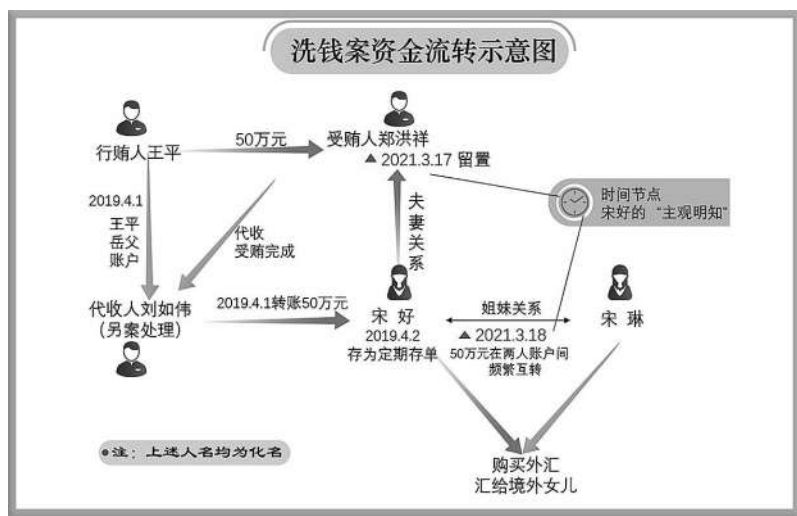 洗钱案资金流转示意图
行贿人王平
50万元
受贿人郑洪祥
▲2021.3.17 留置
时间节点
宋好的“主观明知”
2019.4.1
王平
岳父
账户
代收
受贿完成
夫妻关系
代收人刘如伟
(另案处理)
2019.4.1转账50万元
宋 好
2019.4.2
存为定期存单
姐妹关系
▲2021.3.18
50万元在两人账户间
频繁互转
宋 琳
购买外汇
汇给境外女儿
●注：上述人名均为化名